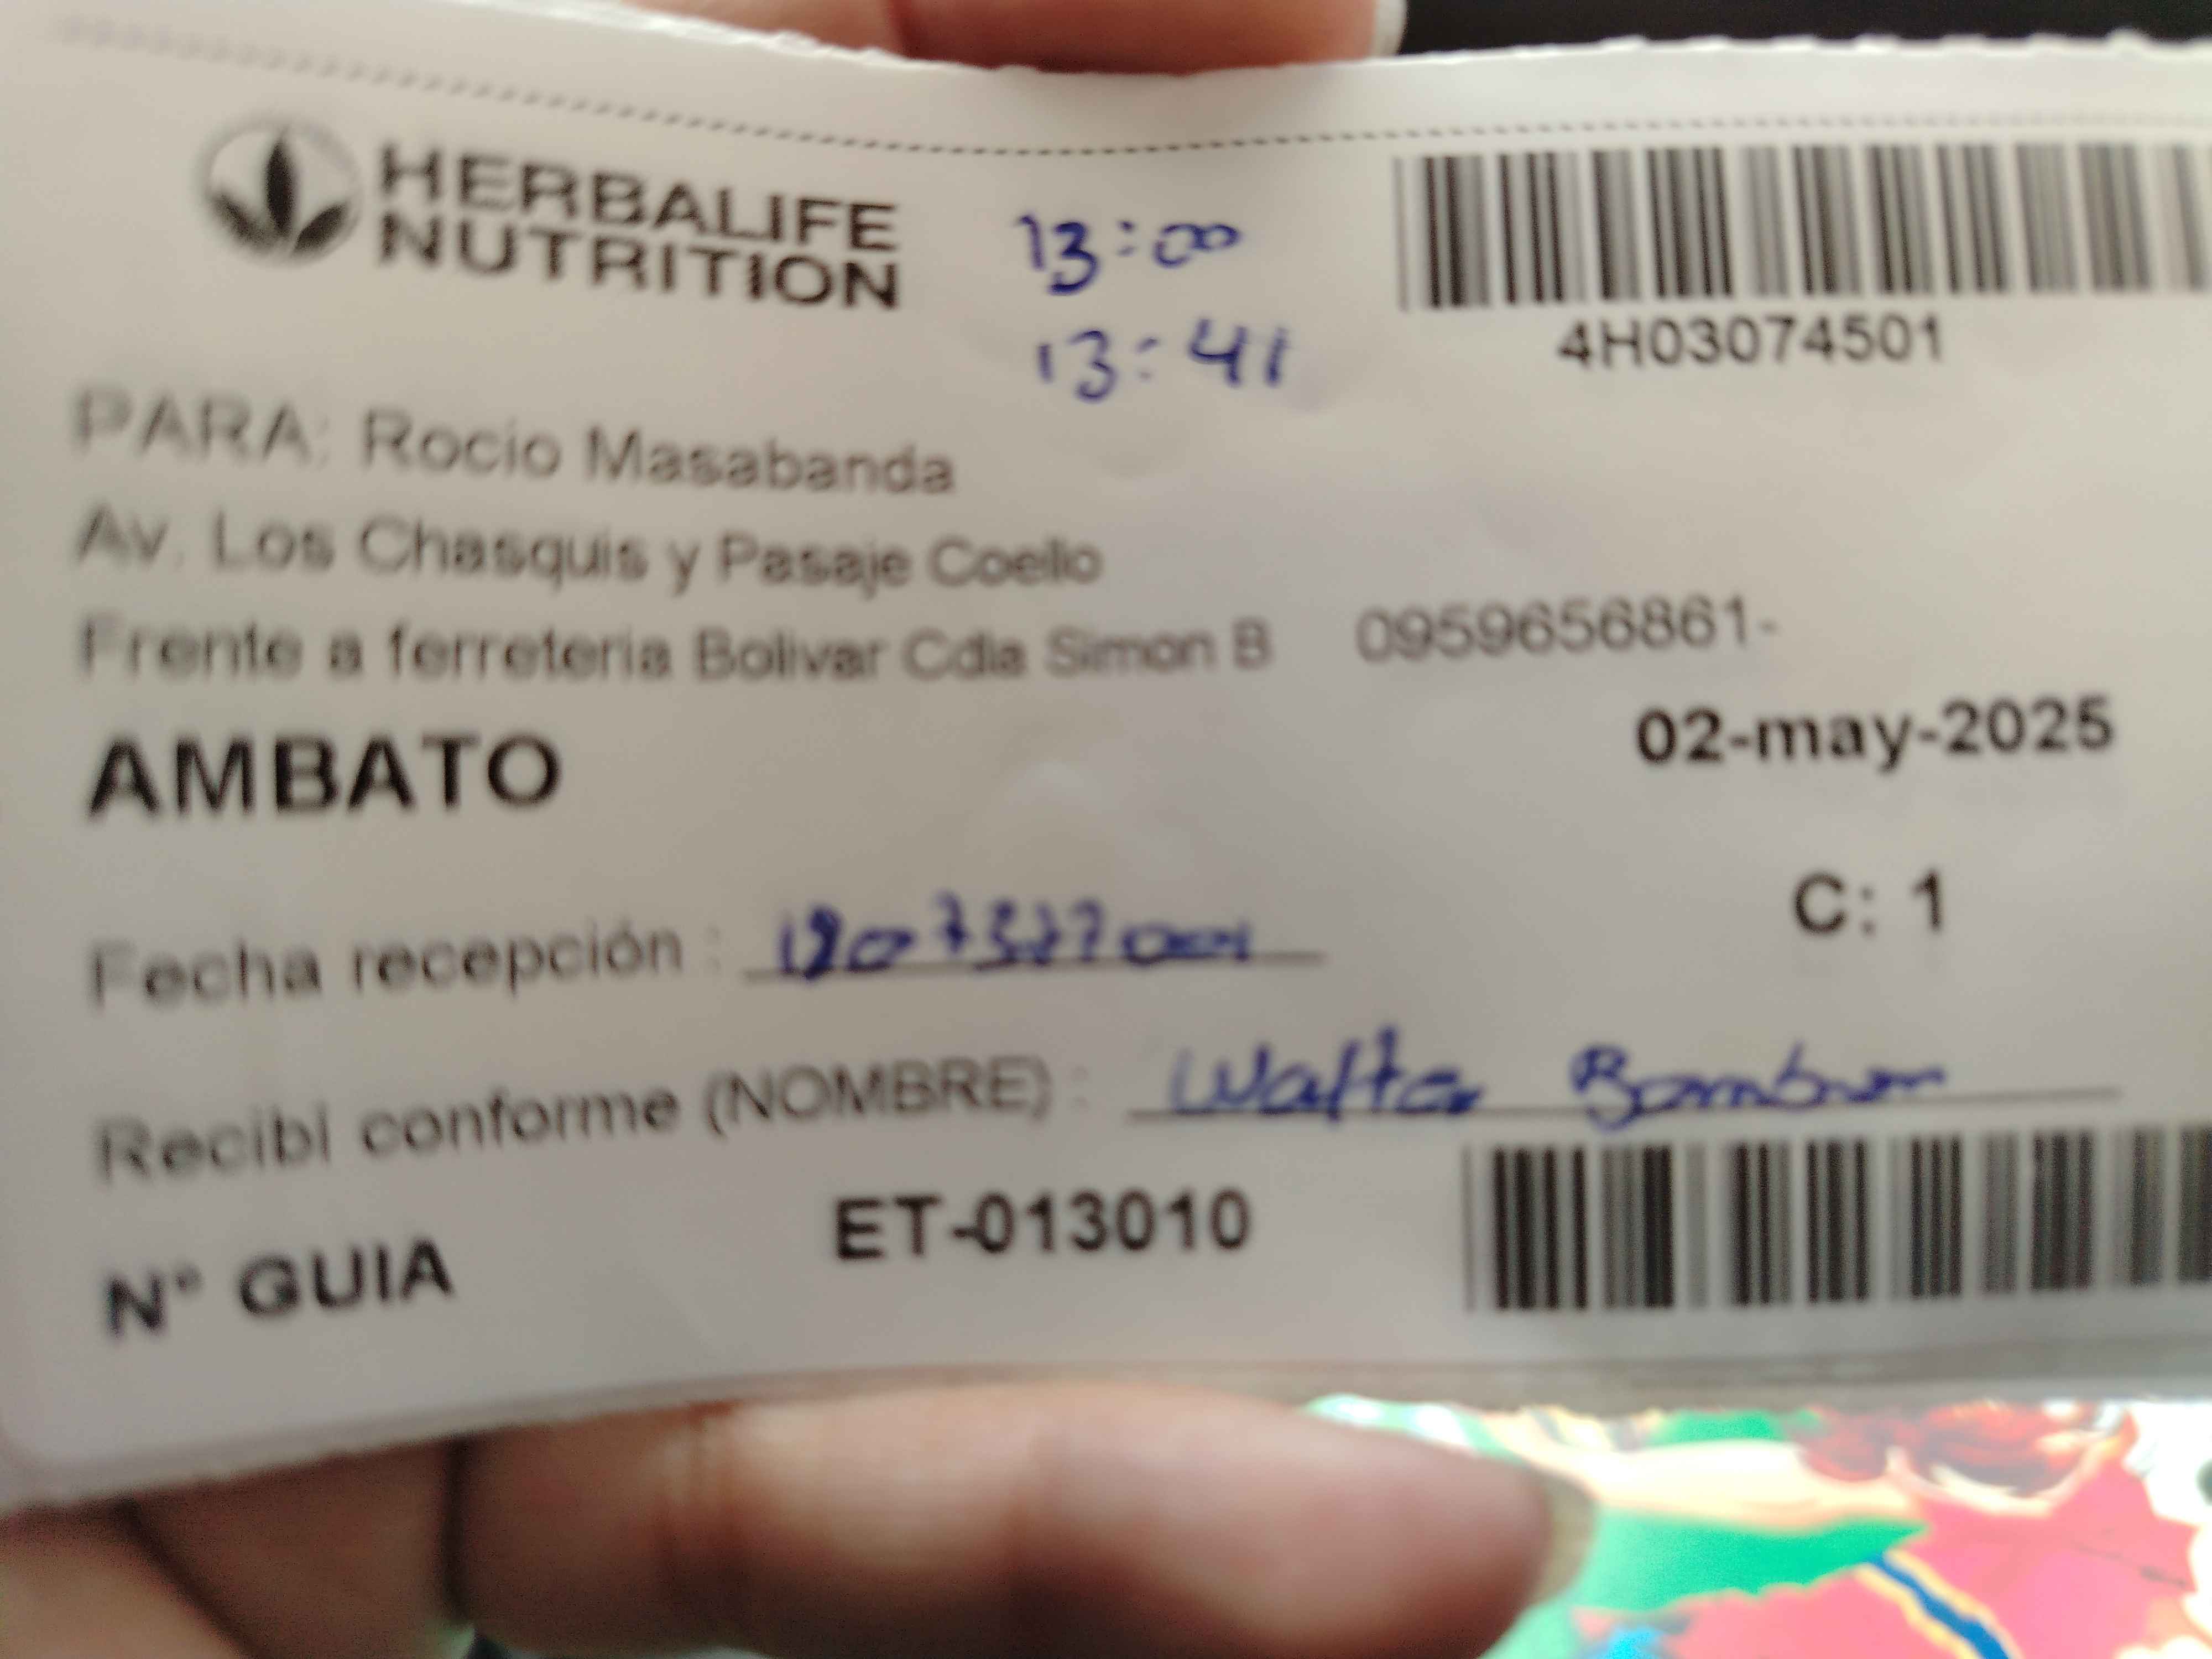 HERBALIFE
NUTRITION
13:00
13:41
4H03074501
PARA: Rocio Masabanda
Av. Los Chasquis y Pasaje Coello
Frente a ferreteria Bolivar Cdla Simon B 0959656861-
AMBATO
02-may-2025
C: 1
Fecha recepción :
Recibi conforme (NOMBRE) : Walter
N° GUIA ET-013010